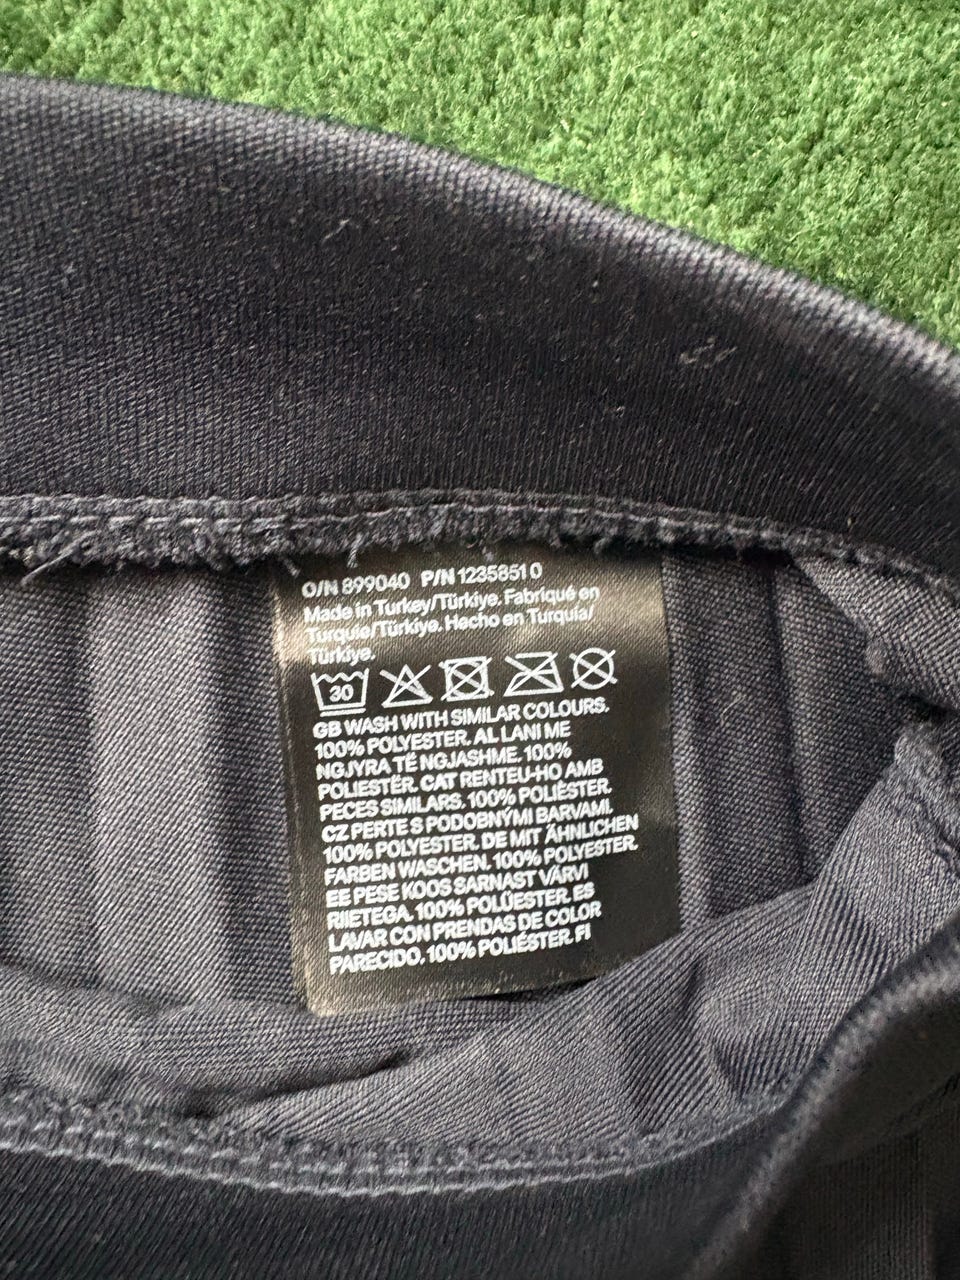 O/N 899040 P/N 1235851 0
Made in Turkey/Türkiye. Fabriqué en
Turquie/Türkiye. Hecho en Turquía/
Türkiye.
30
GB WASH WITH SIMILAR COLOURS.
100% POLYESTER. AL LANI ME
NGJYRA TË NGJASHME. 100%
POLIESTËR. CAT RENTEU-HO AMB
PECES SIMILARS. 100% POLIÈSTER.
CZ PERTE S PODOBNÝMI BARVAMI.
100% POLYESTER. DE MIT ÄHNLICHEN
FARBEN WASCHEN. 100% POLYESTER.
EE PESE KOOS SARNAST VÄRVI
RIIETEGA. 100% POLÜESTER. ES
LAVAR CON PRENDAS DE COLOR
PARECIDO. 100% POLIÉSTER. FI